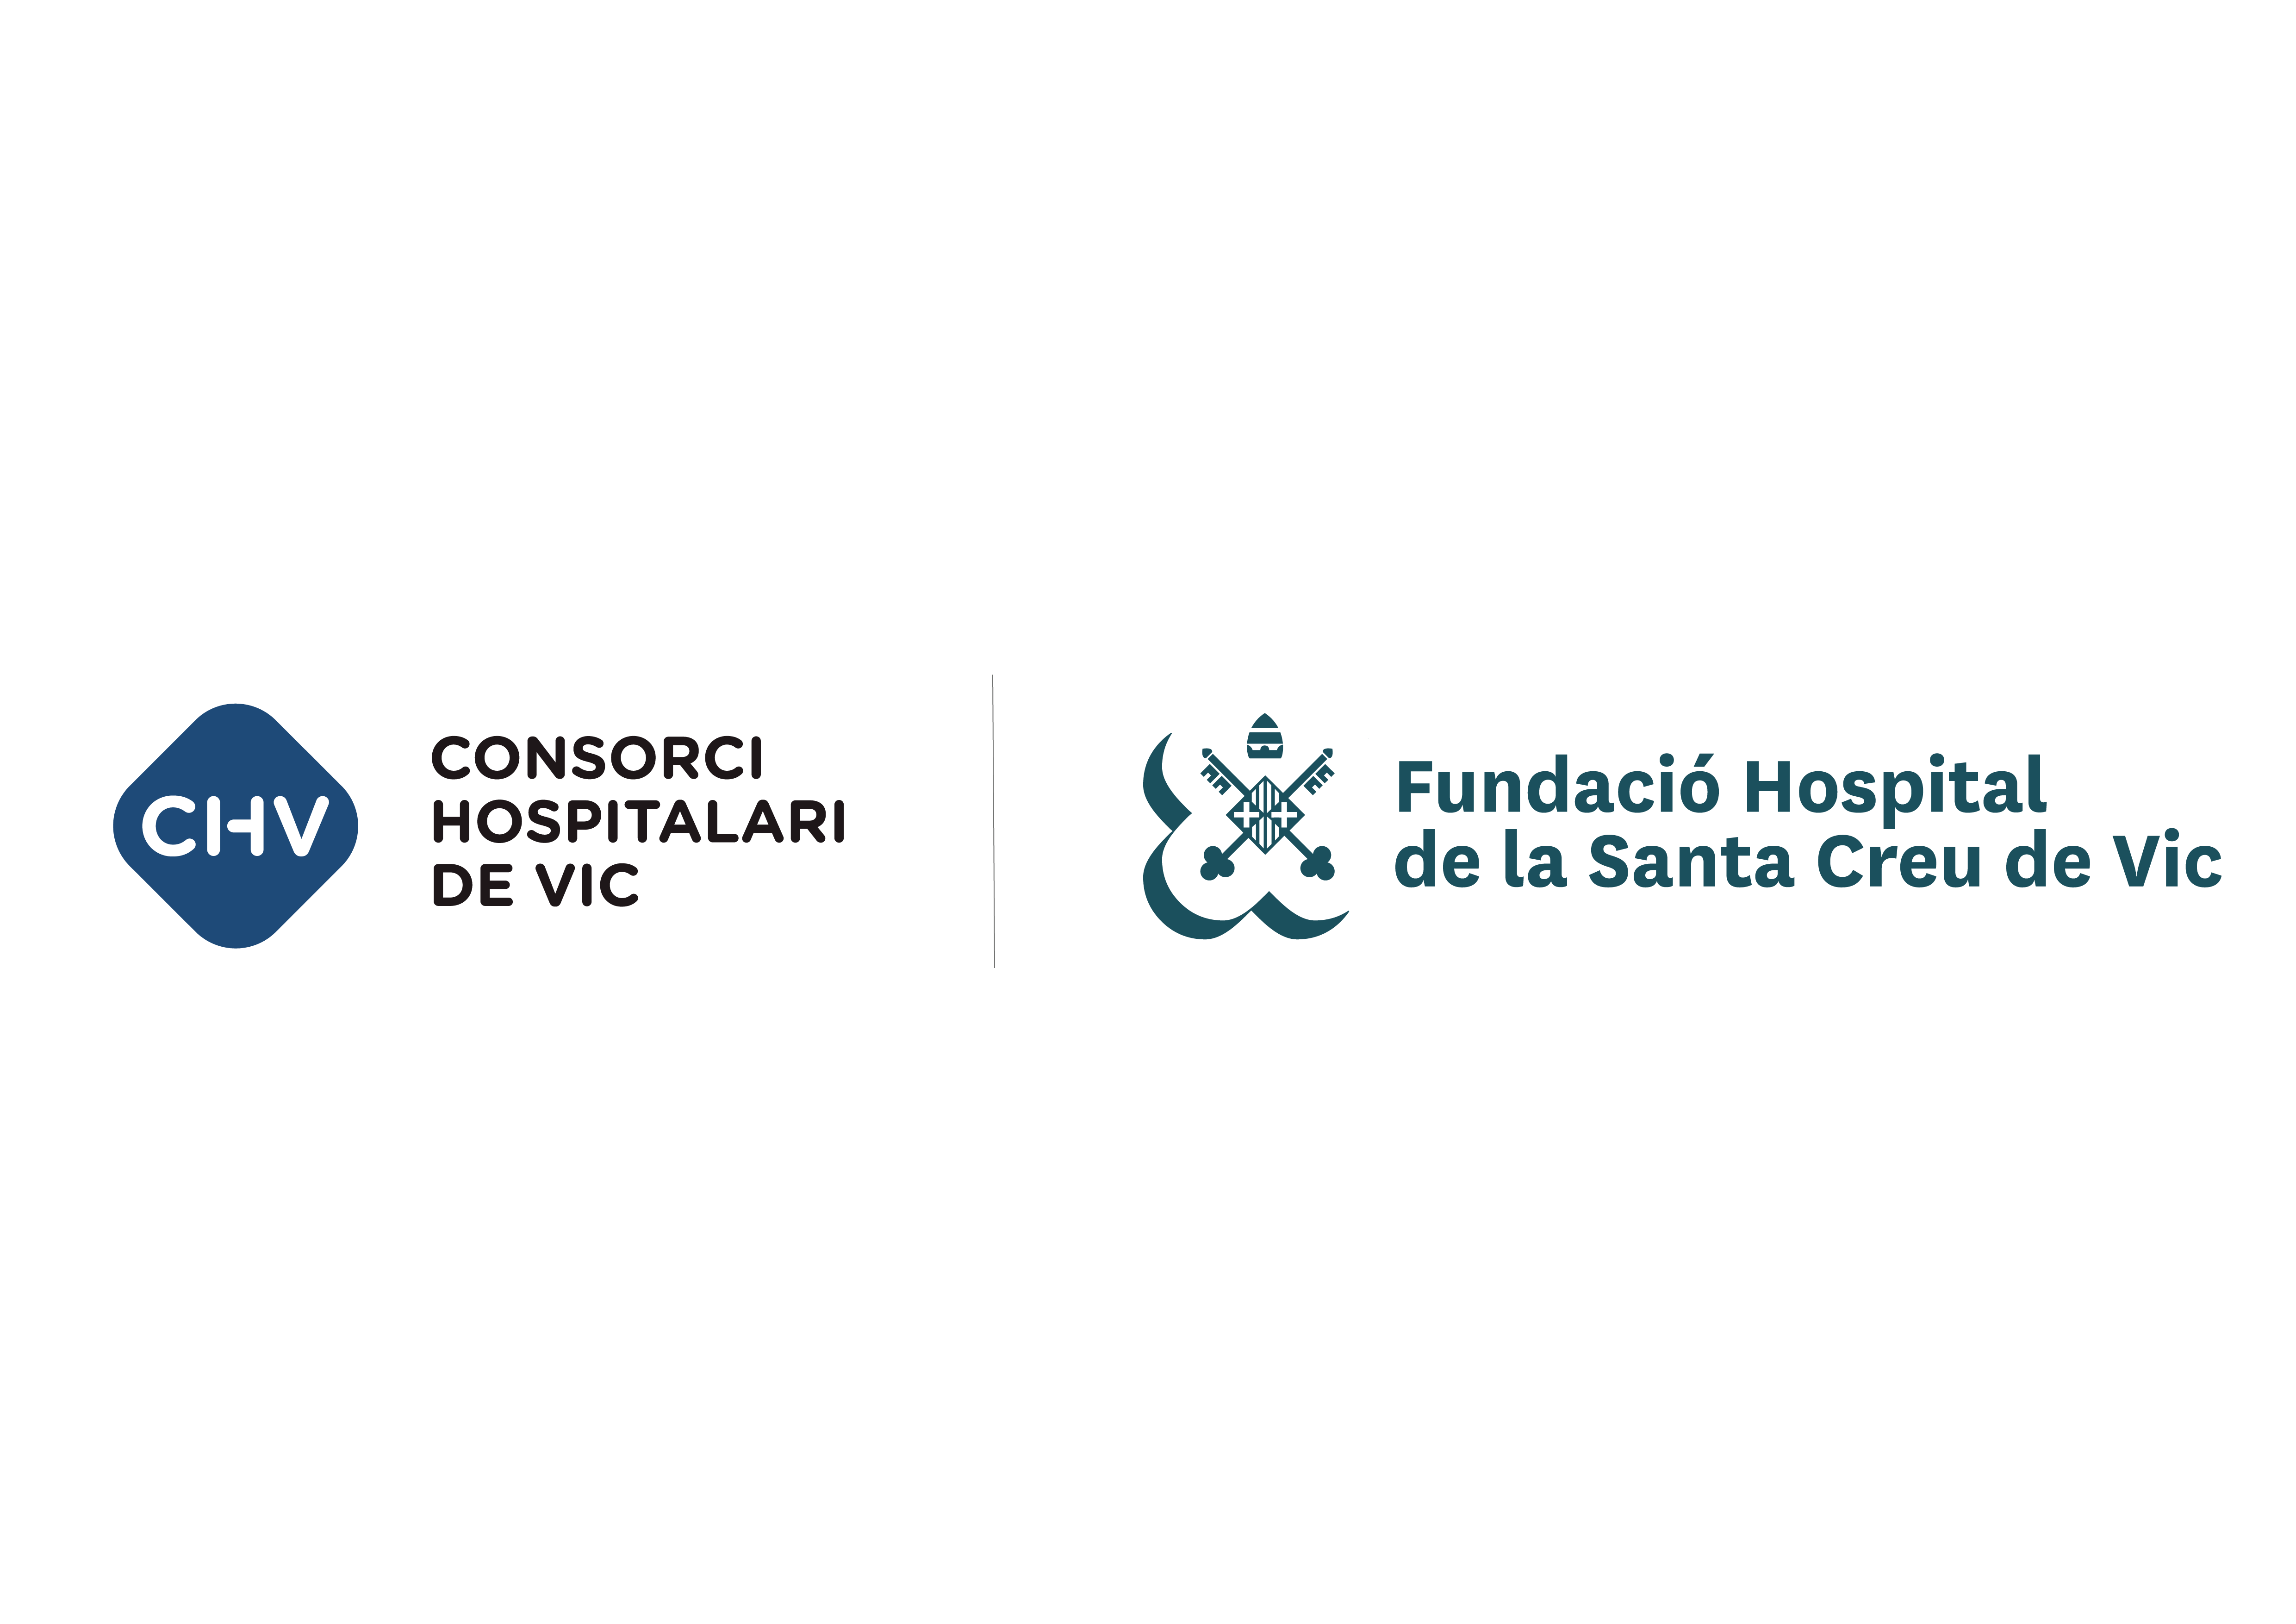 CHV
CONSORCI
HOSPITALARI
DE VIC
Fundació Hospital
de la Santa Creu de Vic